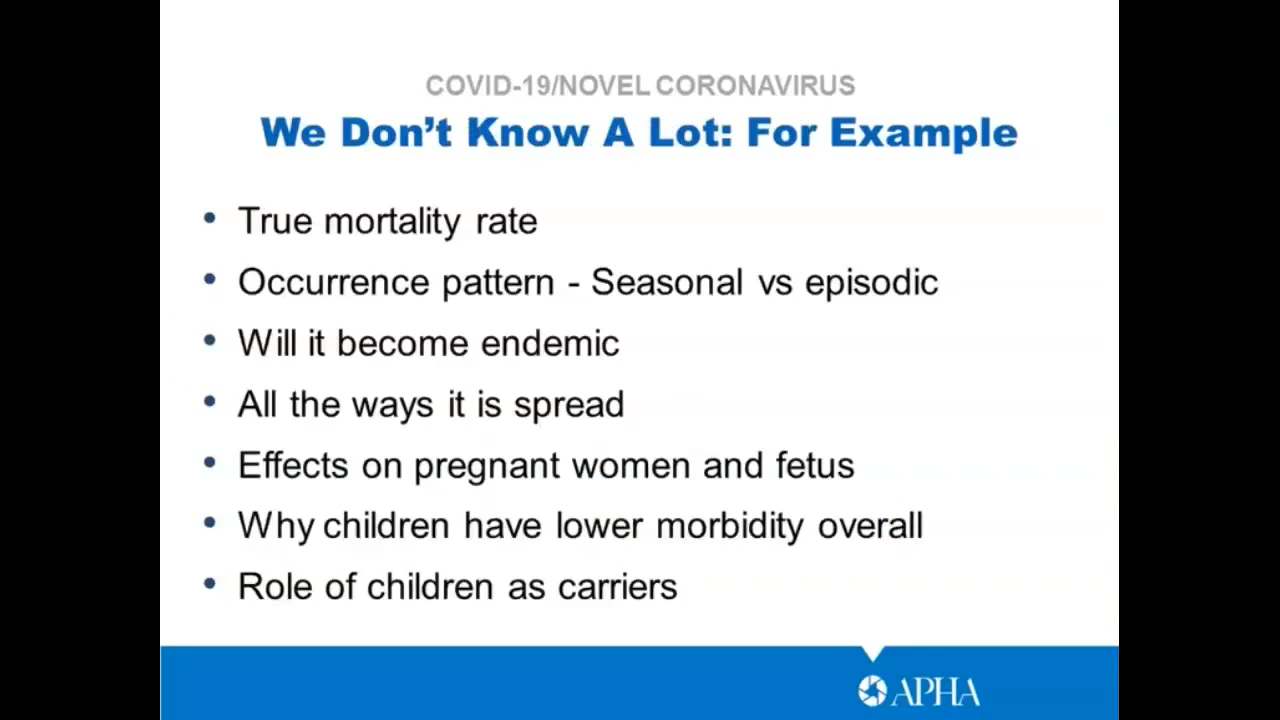 COVID-19/NOVEL CORONAVIRUS
We Don’t Know A Lot: For Example
• True mortality rate
• Occurrence pattern - Seasonal vs episodic
• Will it become endemic
• All the ways it is spread
• Effects on pregnant women and fetus
• Why children have lower morbidity overall
• Role of children as carriers
APHA